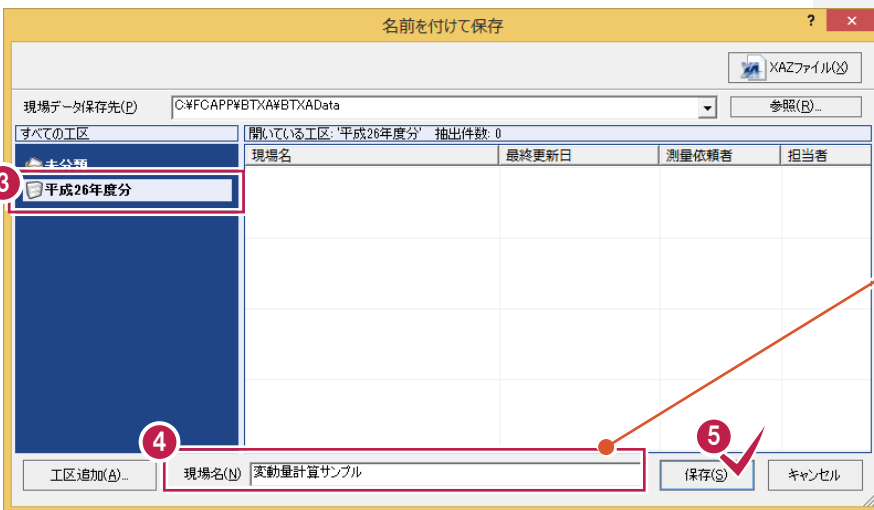 名前を付けて保存
? ×
XAZファイル(X)
現場データ保存先(P) C:¥FCAPP¥BTXA¥BTXAData 参照(R)...
すべての工区 開いている工区: '平成26年度分' 抽出件数: 0
未分類 現場名 最終更新日 測量依頼者 担当者
3 平成26年度分
4 5
工区追加(A)... 現場名(N) 変動量計算サンプル 保存(S) キャンセル